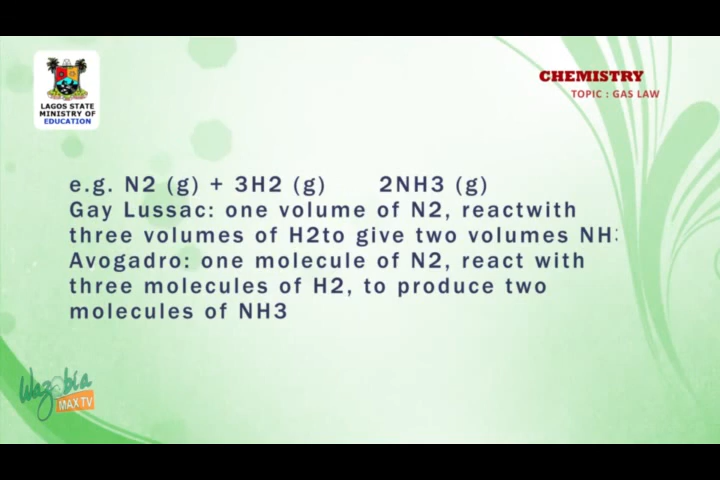 LAGOS STATE
MINISTRY OF
EDUCATION
CHEMISTRY
TOPIC : GAS LAW
e.g. N2 (g) + 3H2 (g) 2NH3 (g)
Gay Lussac: one volume of N2, reactwith
three volumes of H2to give two volumes NH
Avogadro: one molecule of N2, react with
three molecules of H2, to produce two
molecules of NH3
Wazobia
MAX TV